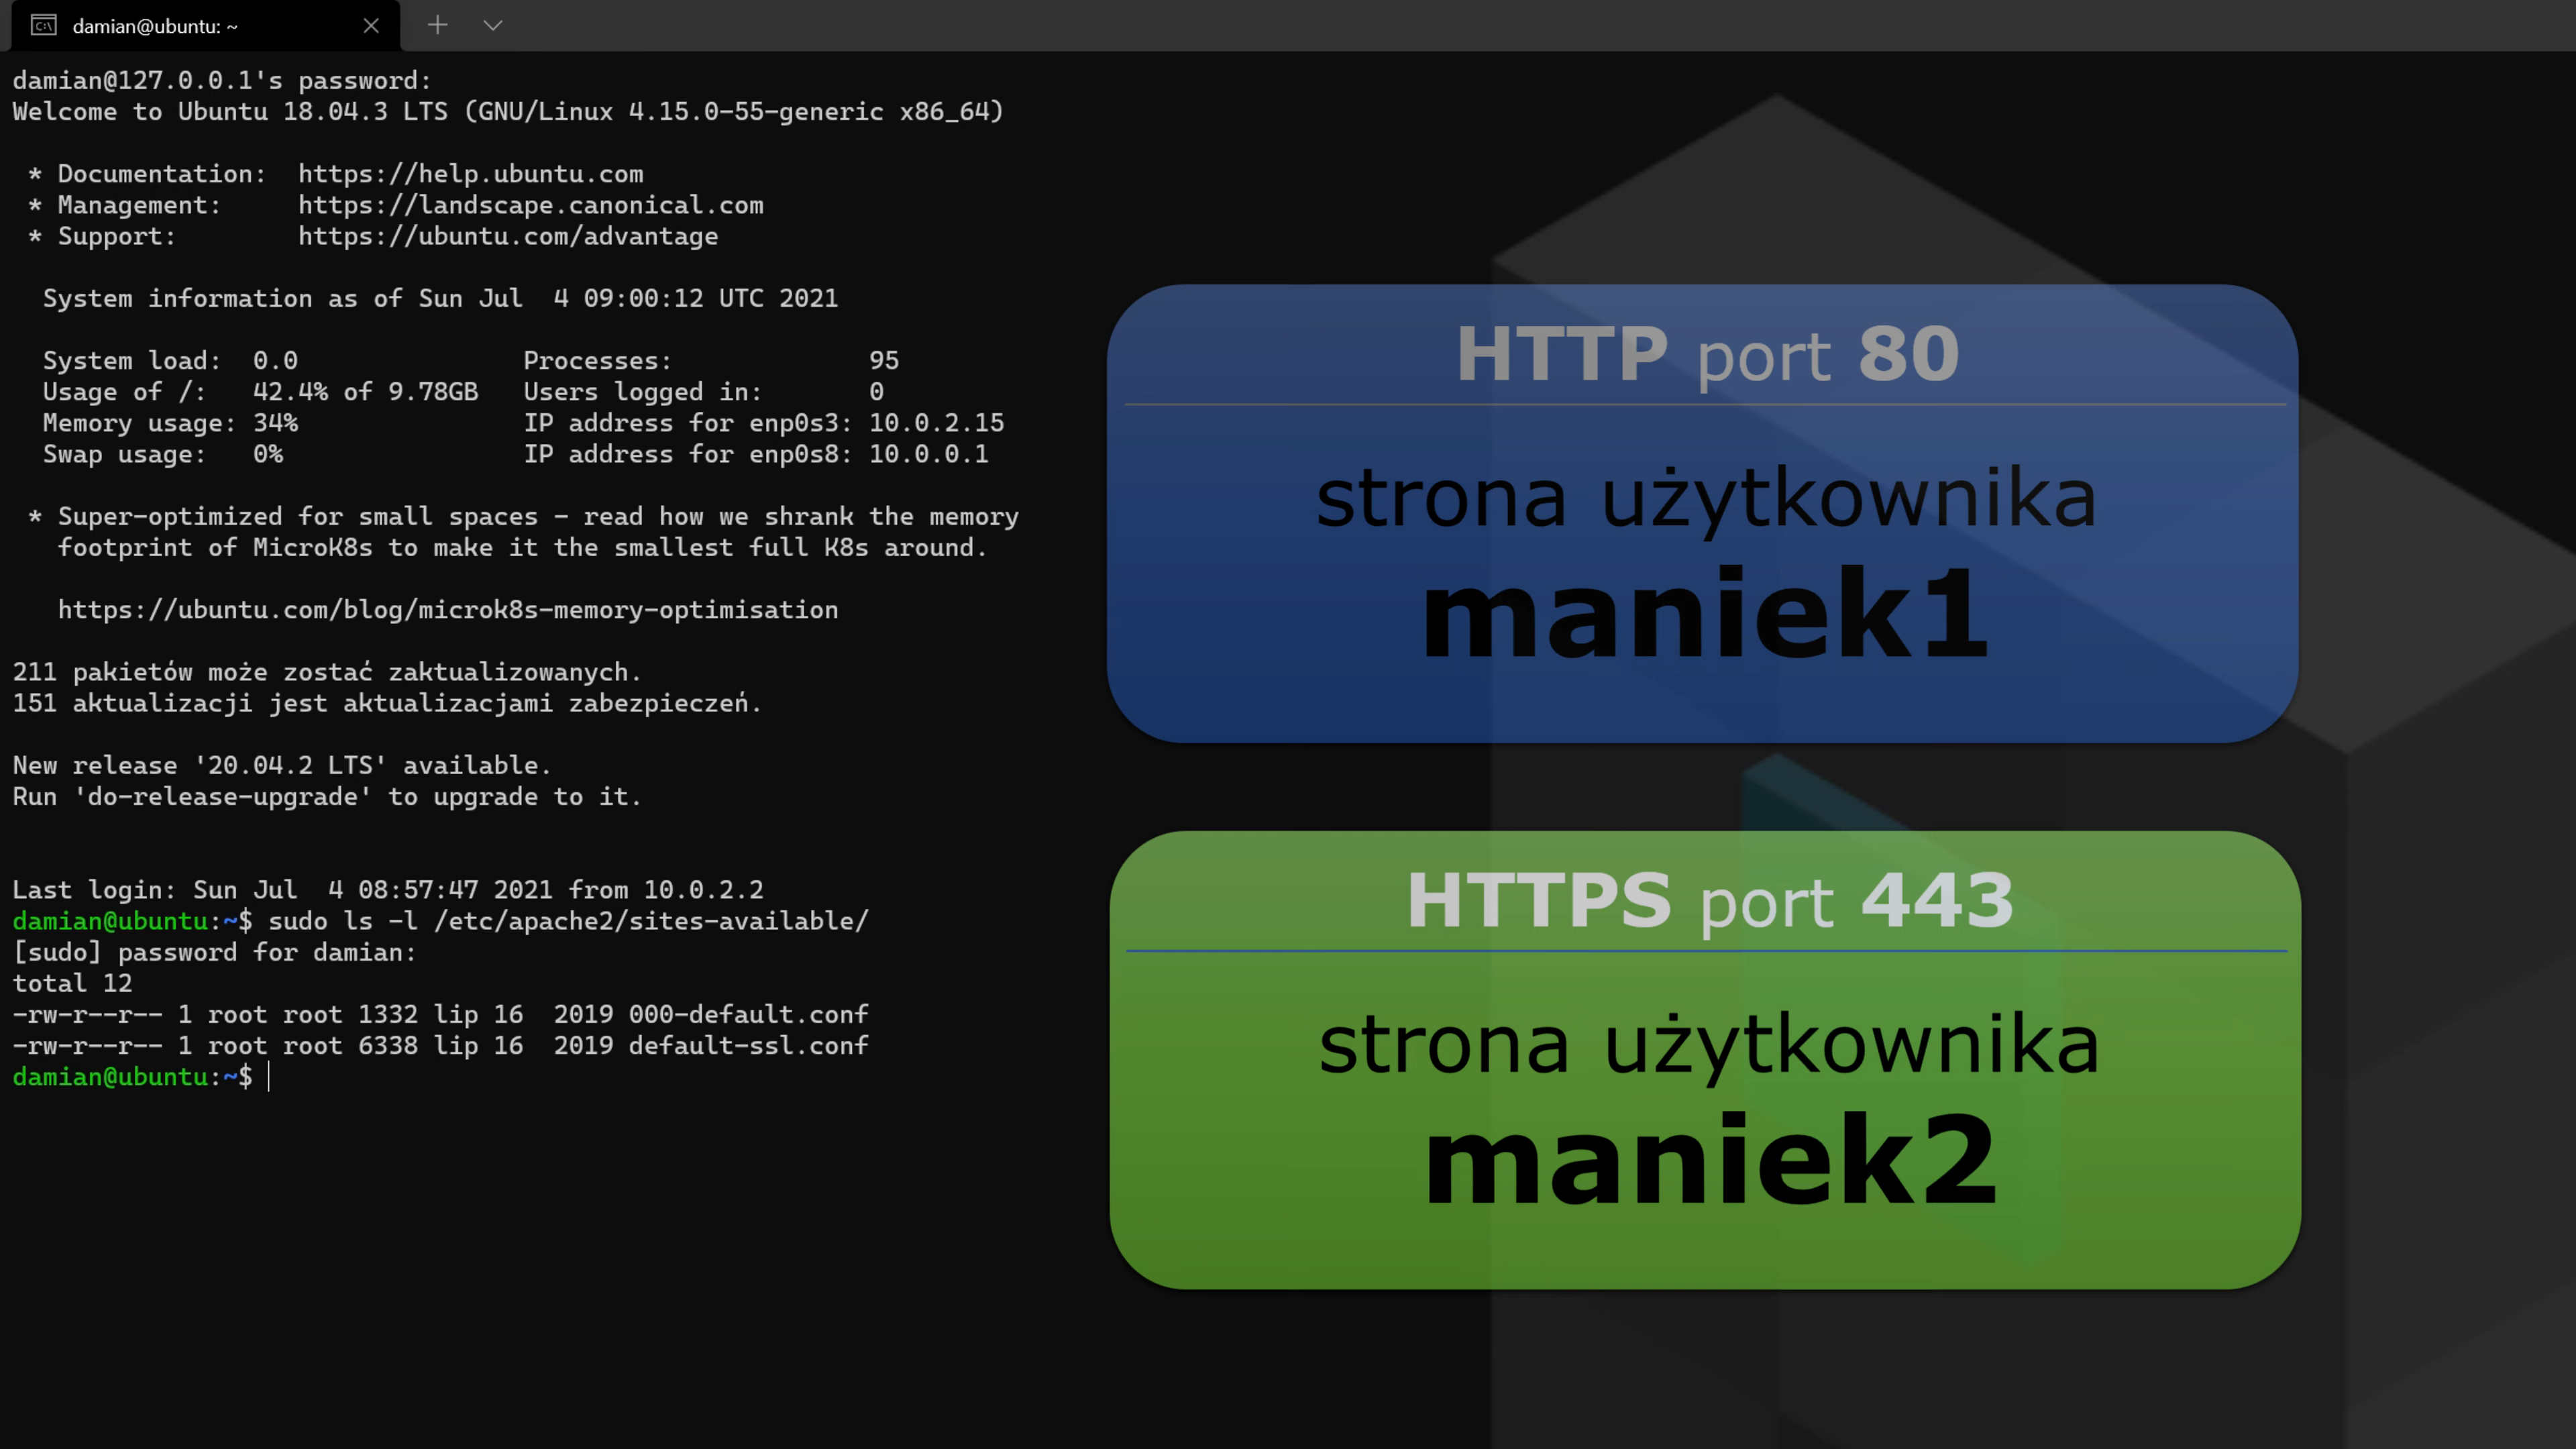 damian@ubuntu: ~
damian@127.0.0.1's password:
Welcome to Ubuntu 18.04.3 LTS (GNU/Linux 4.15.0-55-generic x86_64)
* Documentation:  https://help.ubuntu.com
* Management:     https://landscape.canonical.com
* Support:        https://ubuntu.com/advantage
System information as of Sun Jul  4 09:00:12 UTC 2021
System load:  0.0               Processes:             95
Usage of /:   42.4% of 9.78GB   Users logged in:       0
Memory usage: 34%               IP address for enp0s3: 10.0.2.15
Swap usage:   0%                IP address for enp0s8: 10.0.0.1
* Super-optimized for small spaces - read how we shrank the memory
footprint of MicroK8s to make it the smallest full K8s around.
https://ubuntu.com/blog/microk8s-memory-optimisation
211 pakietów może zostać zaktualizowanych.
151 aktualizacji jest aktualizacjami zabezpieczeń.
New release '20.04.2 LTS' available.
Run 'do-release-upgrade' to upgrade to it.
Last login: Sun Jul  4 08:57:47 2021 from 10.0.2.2
damian@ubuntu:~$ sudo ls -l /etc/apache2/sites-available/
[sudo] password for damian:
total 12
-rw-r--r-- 1 root root 1332 lip 16  2019 000-default.conf
-rw-r--r-- 1 root root 6338 lip 16  2019 default-ssl.conf
damian@ubuntu:~$
HTTP port 80
strona użytkownika
maniek1
HTTPS port 443
strona użytkownika
maniek2